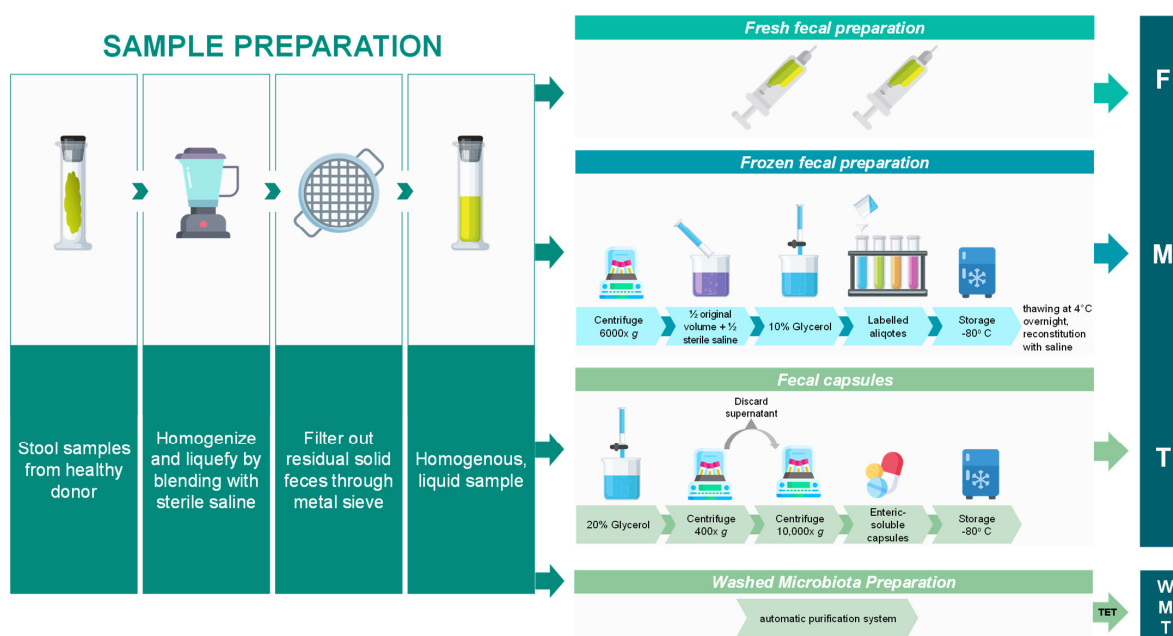 SAMPLE PREPARATION
Stool samples
from healthy
donor
Homogenize
and liquefy by
blending with
sterile saline
Filter out
residual solid
feces through
metal sieve
Homogenous,
liquid sample
Fresh fecal preparation
Frozen fecal preparation
Centrifuge
6000x g
½ original
volume + ½
sterile saline
10% Glycerol
Labelled
aliqotes
Storage
-80° C
thawing at 4°C
overnight,
reconstitution
with saline
Fecal capsules
Discard
supernatant
20% Glycerol
Centrifuge
400x g
Centrifuge
10,000x g
Enteric-
soluble
capsules
Storage
-80° C
Washed Microbiota Preparation
automatic purification system
TET
F
M
T
W
M
T